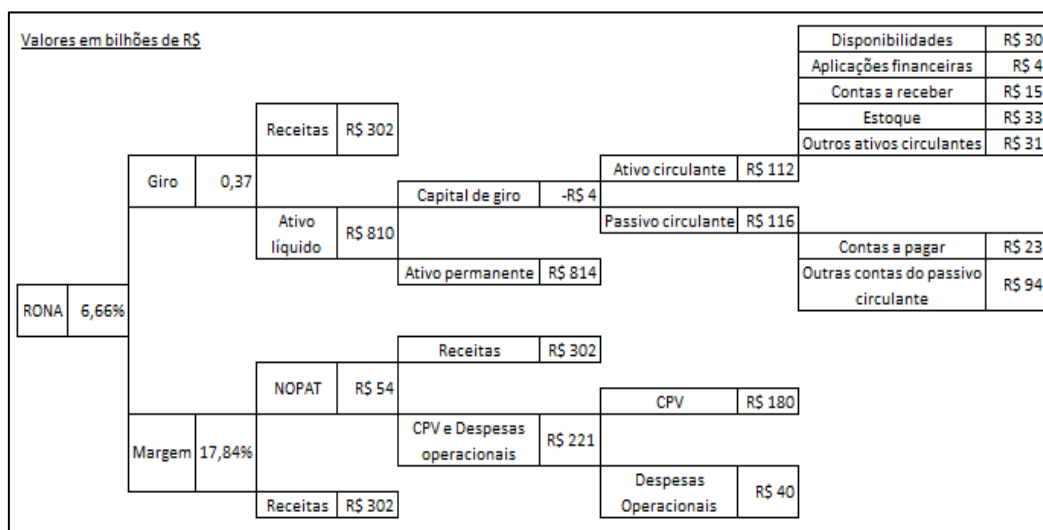 Valores em bilhões de R$
Disponibilidades R$ 30
Aplicações financeiras R$ 4
Contas a receber R$ 15
Receitas R$ 302
Estoque R$ 33
Outros ativos circulantes R$ 31
Ativo circulante R$ 112
Giro 0,37
Capital de giro -R$ 4
Ativo
líquido R$ 810
Passivo circulante R$ 116
Contas a pagar R$ 23
Ativo permanente R$ 814
Outras contas do passivo
circulante R$ 94
RONA 6,66%
Receitas R$ 302
NOPAT R$ 54
CPV R$ 180
CPV e Despesas
operacionais R$ 221
Margem 17,84%
Despesas
Operacionais R$ 40
Receitas R$ 302